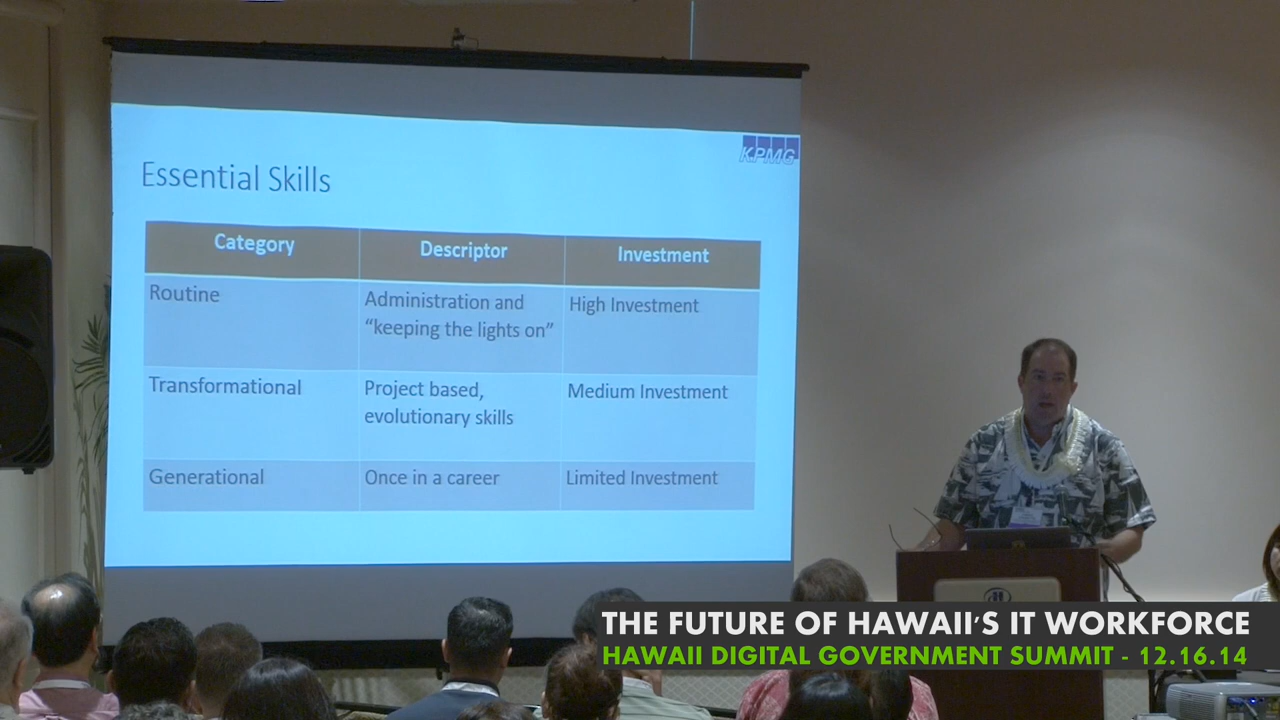 KPMG
Essential Skills
Category Descriptor Investment
Routine Administration and High Investment
“keeping the lights on”
Transformational Project based, Medium Investment
evolutionary skills
Generational Once in a career Limited Investment
THE FUTURE OF HAWAII'S IT WORKFORCE
HAWAII DIGITAL GOVERNMENT SUMMIT - 12.16.14